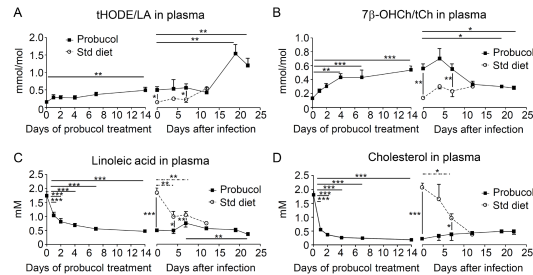 A tHODE/LA in plasma
mmol/mol
2.0
1.5
1.0
0.5
0.0
**
**
**
Probucol
Std diet
*
*
0 2 4 6 8 10 12 14
0 5 10 15 20 25
Days of probucol treatment
Days after infection
B 7β-OHCh/tCh in plasma
mmol/mol
1.0
0.8
0.6
0.4
0.2
0.0
***
***
**
*
*
**
**
Probucol
Std diet
0 2 4 6 8 10 12 14
0 5 10 15 20 25
Days of probucol treatment
Days after infection
C Linoleic acid in plasma
mM
2.5
2.0
1.5
1.0
0.5
0.0
***
***
***
***
***
***
**
**
***
*
**
**
Probucol
Std diet
0 2 4 6 8 10 12 14
0 5 10 15 20 25
Days of probucol treatment
Days after infection
D Cholesterol in plasma
mM
2.5
2.0
1.5
1.0
0.5
0.0
***
***
***
***
***
*
***
*
Probucol
Std diet
0 2 4 6 8 10 12 14
0 5 10 15 20 25
Days of probucol treatment
Days after infection